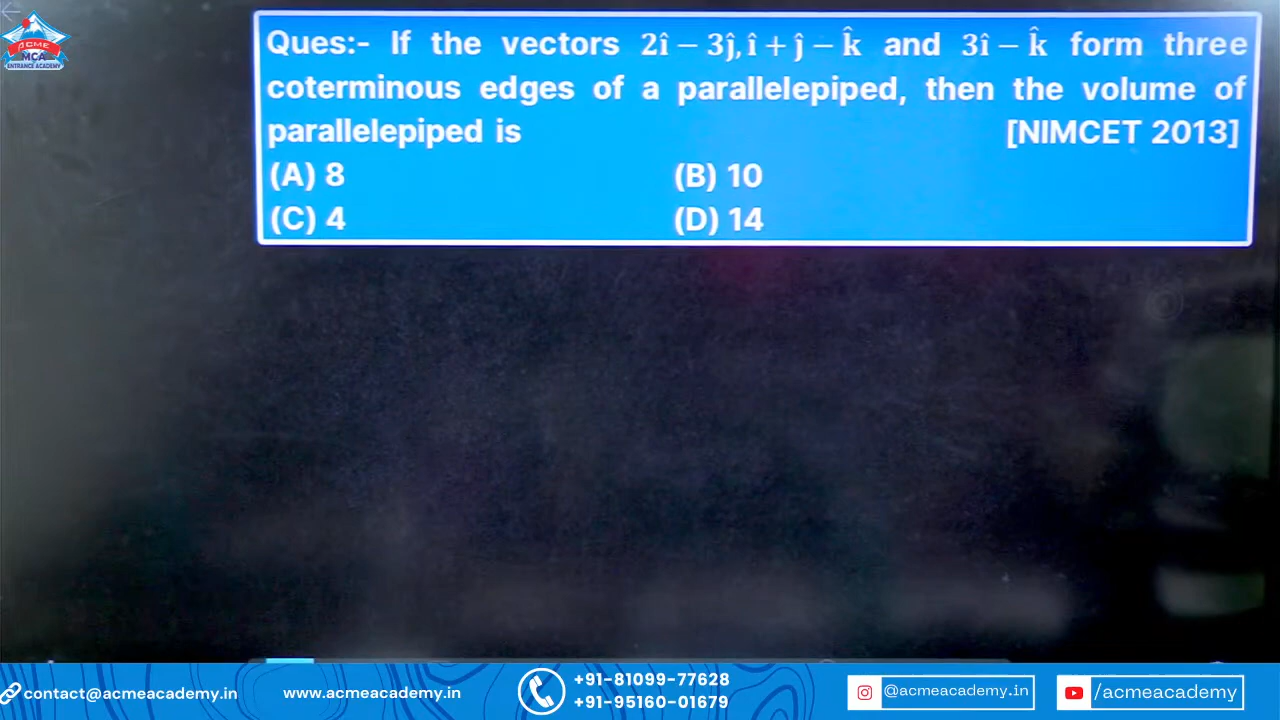 ACME
MCA
ENTRANCE ACADEMY
Ques:- If the vectors 2î − 3ĵ, î + ĵ − k̂ and 3î − k̂ form three
coterminous edges of a parallelepiped, then the volume of
parallelepiped is [NIMCET 2013]
(A) 8 (B) 10
(C) 4 (D) 14
contact@acmeacademy.in www.acmeacademy.in +91-81099-77628
+91-95160-01679
@acmeacademy.in /acmeacademy